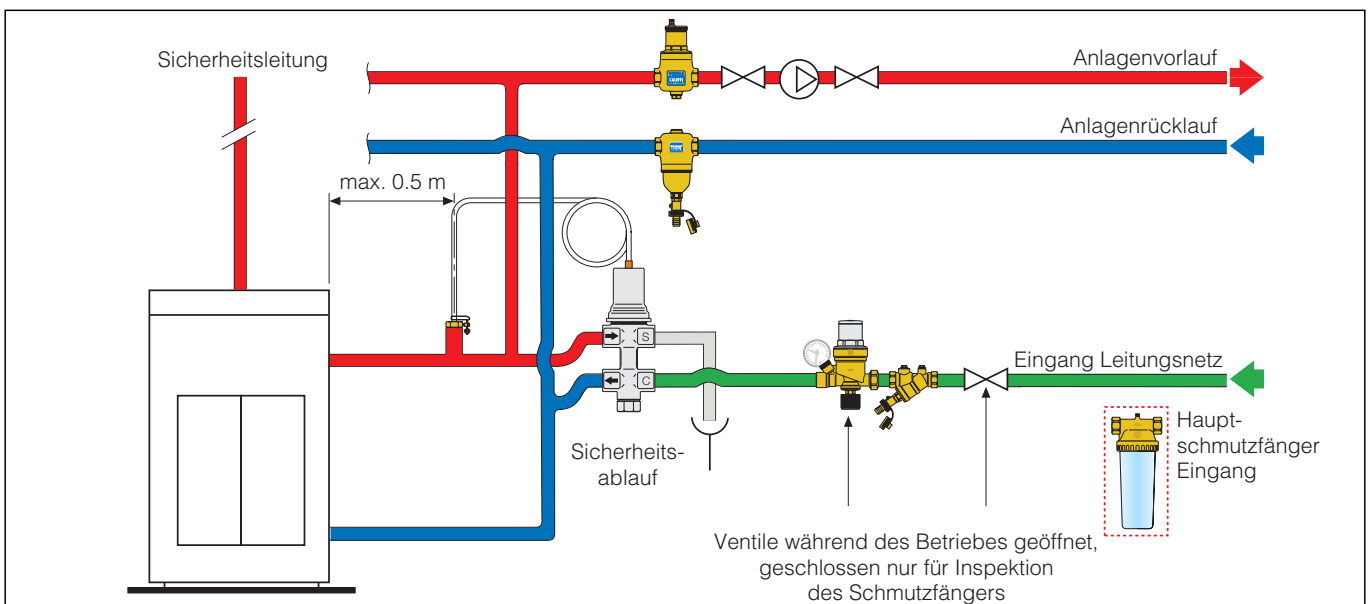 Sicherheitsleitung
Anlagenvorlauf
Anlagenrücklauf
max. 0.5 m
S
C
Eingang Leitungsnetz
Haupt-
schmutzfänger
Eingang
Sicherheits-
ablauf
Ventile während des Betriebes geöffnet,
geschlossen nur für Inspektion
des Schmutzfängers